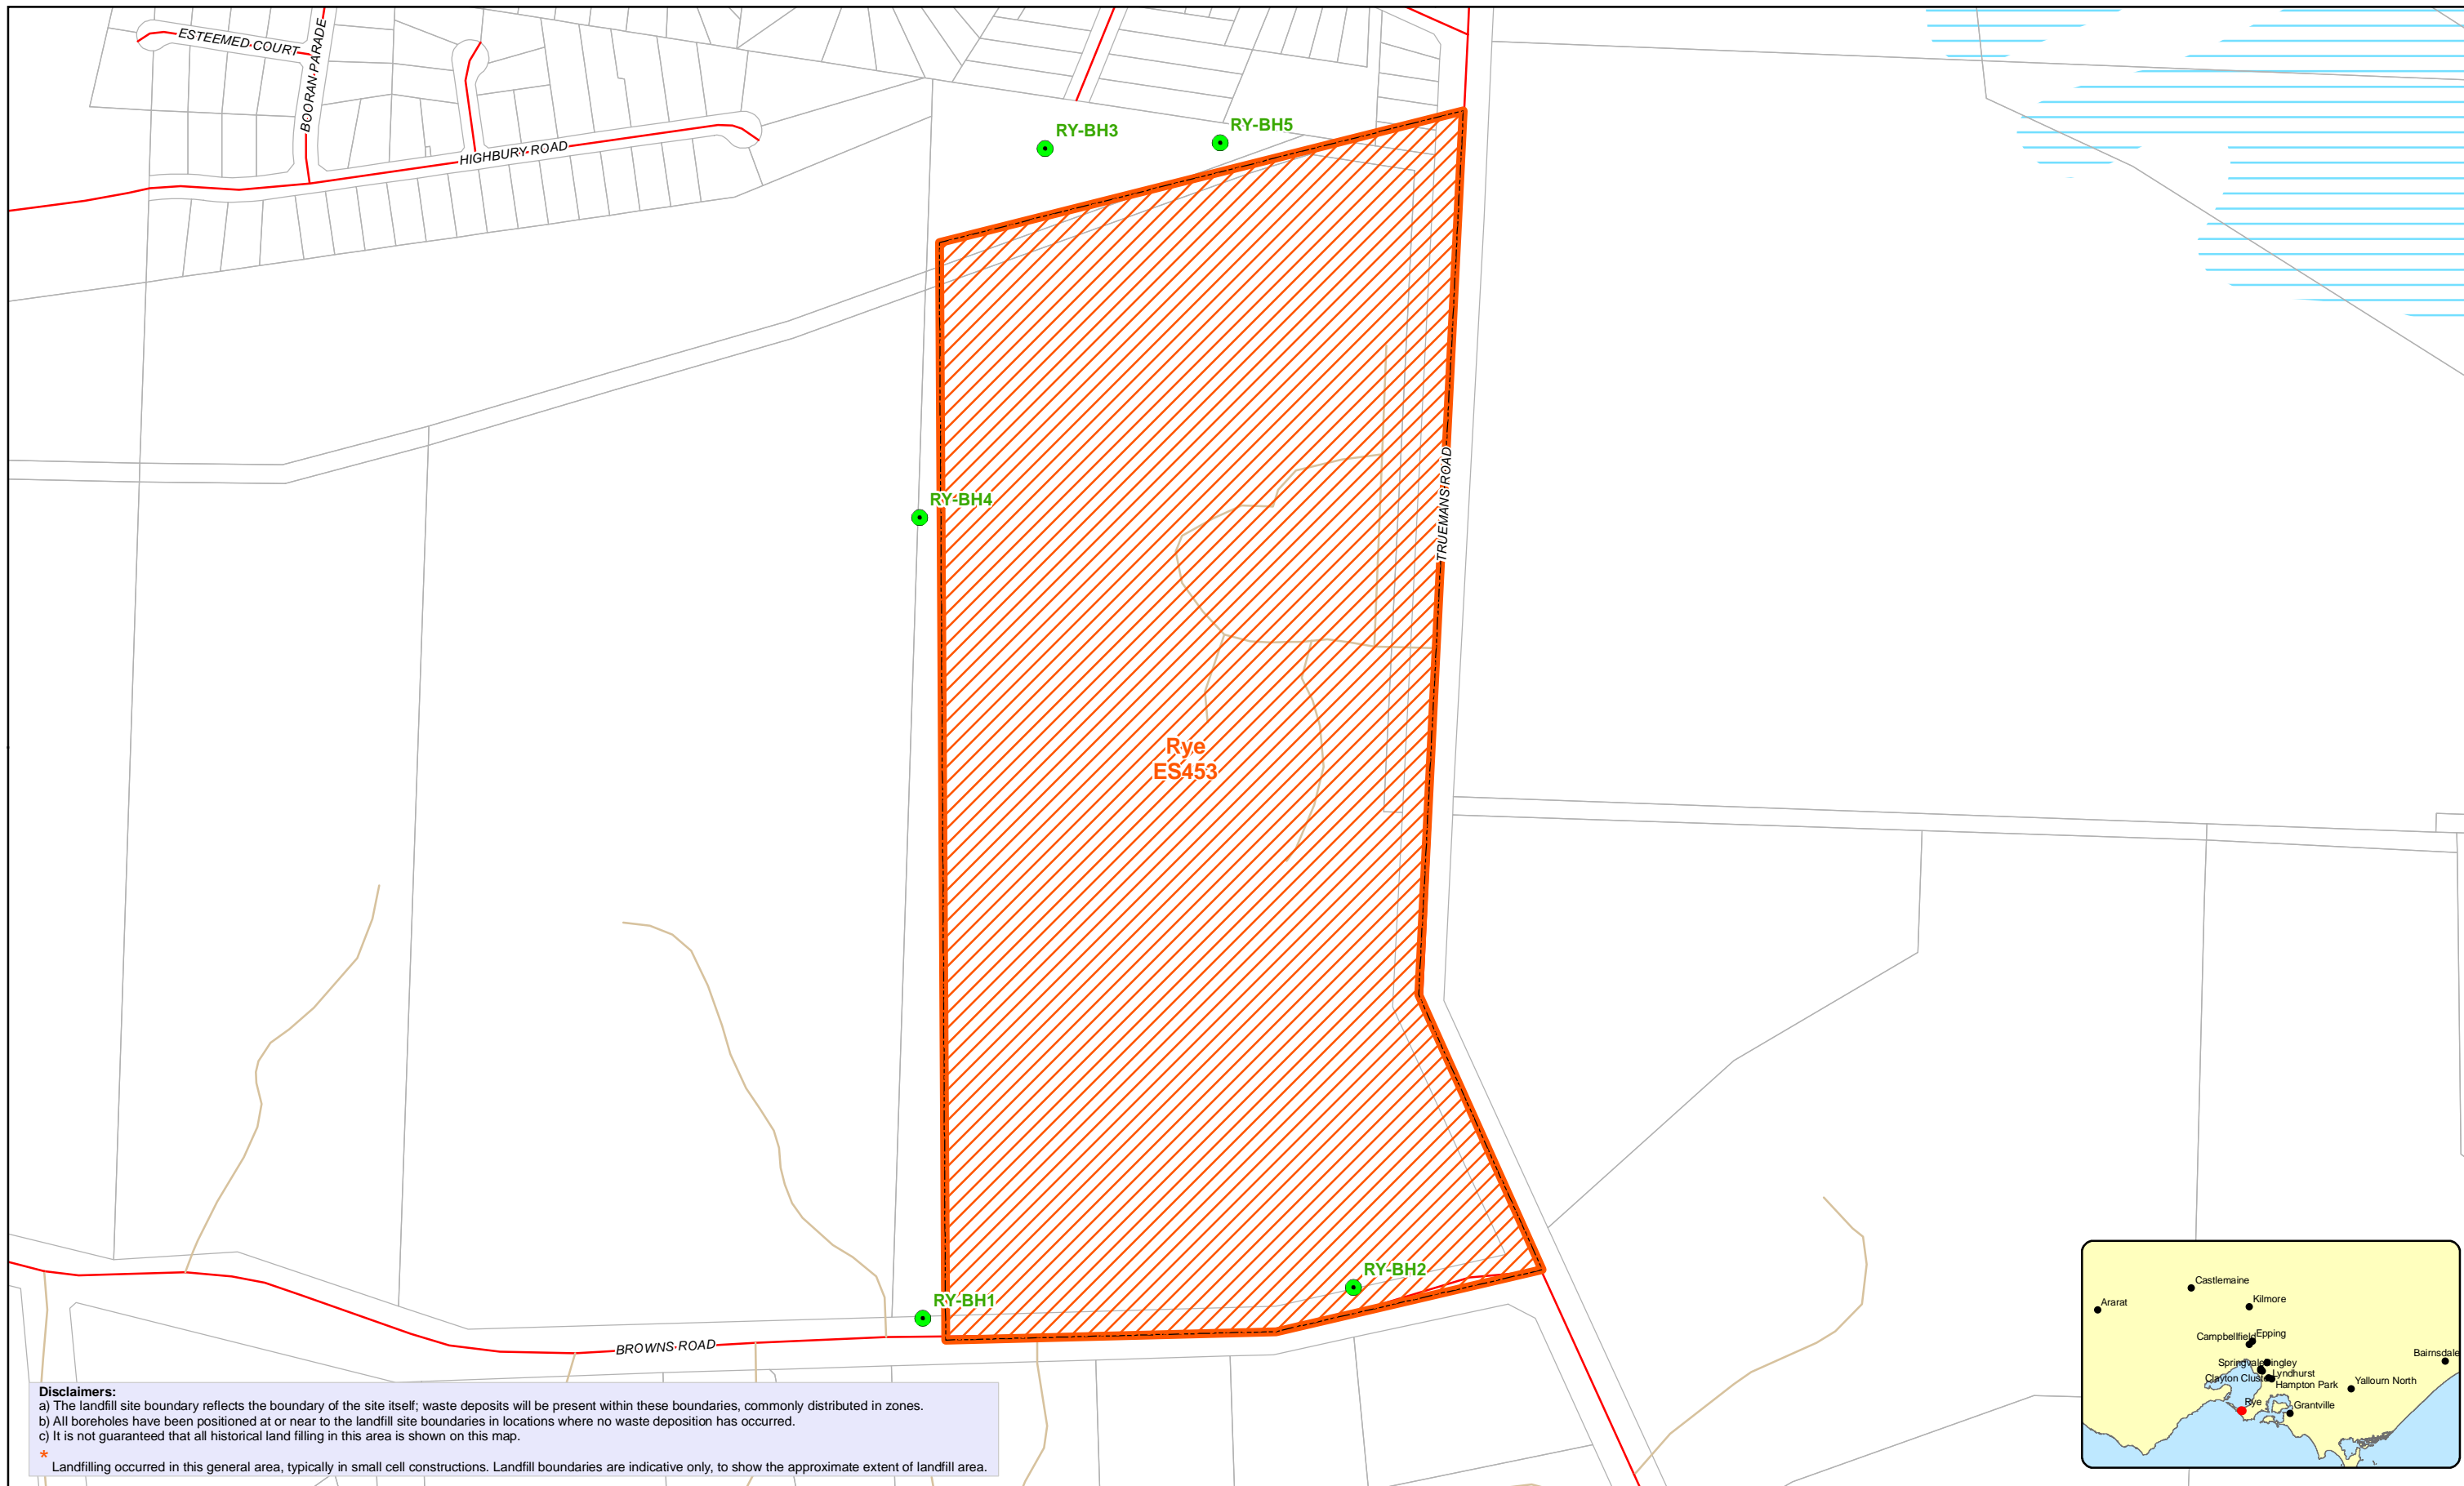 ESTEEMED COURT
BOORAN PARADE
HIGHBURY ROAD
RY-BH3
RY-BH5
RY-BH4
TRUEMANS ROAD
Rye
ES453
RY-BH2
RY-BH1
BROWNS ROAD
Disclaimers:
a) The landfill site boundary reflects the boundary of the site itself; waste deposits will be present within these boundaries, commonly distributed in zones.
b) All boreholes have been positioned at or near to the landfill site boundaries in locations where no waste deposition has occurred.
c) It is not guaranteed that all historical land filling in this area is shown on this map.
*
Landfilling occurred in this general area, typically in small cell constructions. Landfill boundaries are indicative only, to show the approximate extent of landfill area.
Castlemaine
Ararat
Kilmore
Epping
Campbellfield
Bairnsdale
Springvale
Lyndhurst
Clayton
Hampton Park
Yallourn North
Rye
Grantville